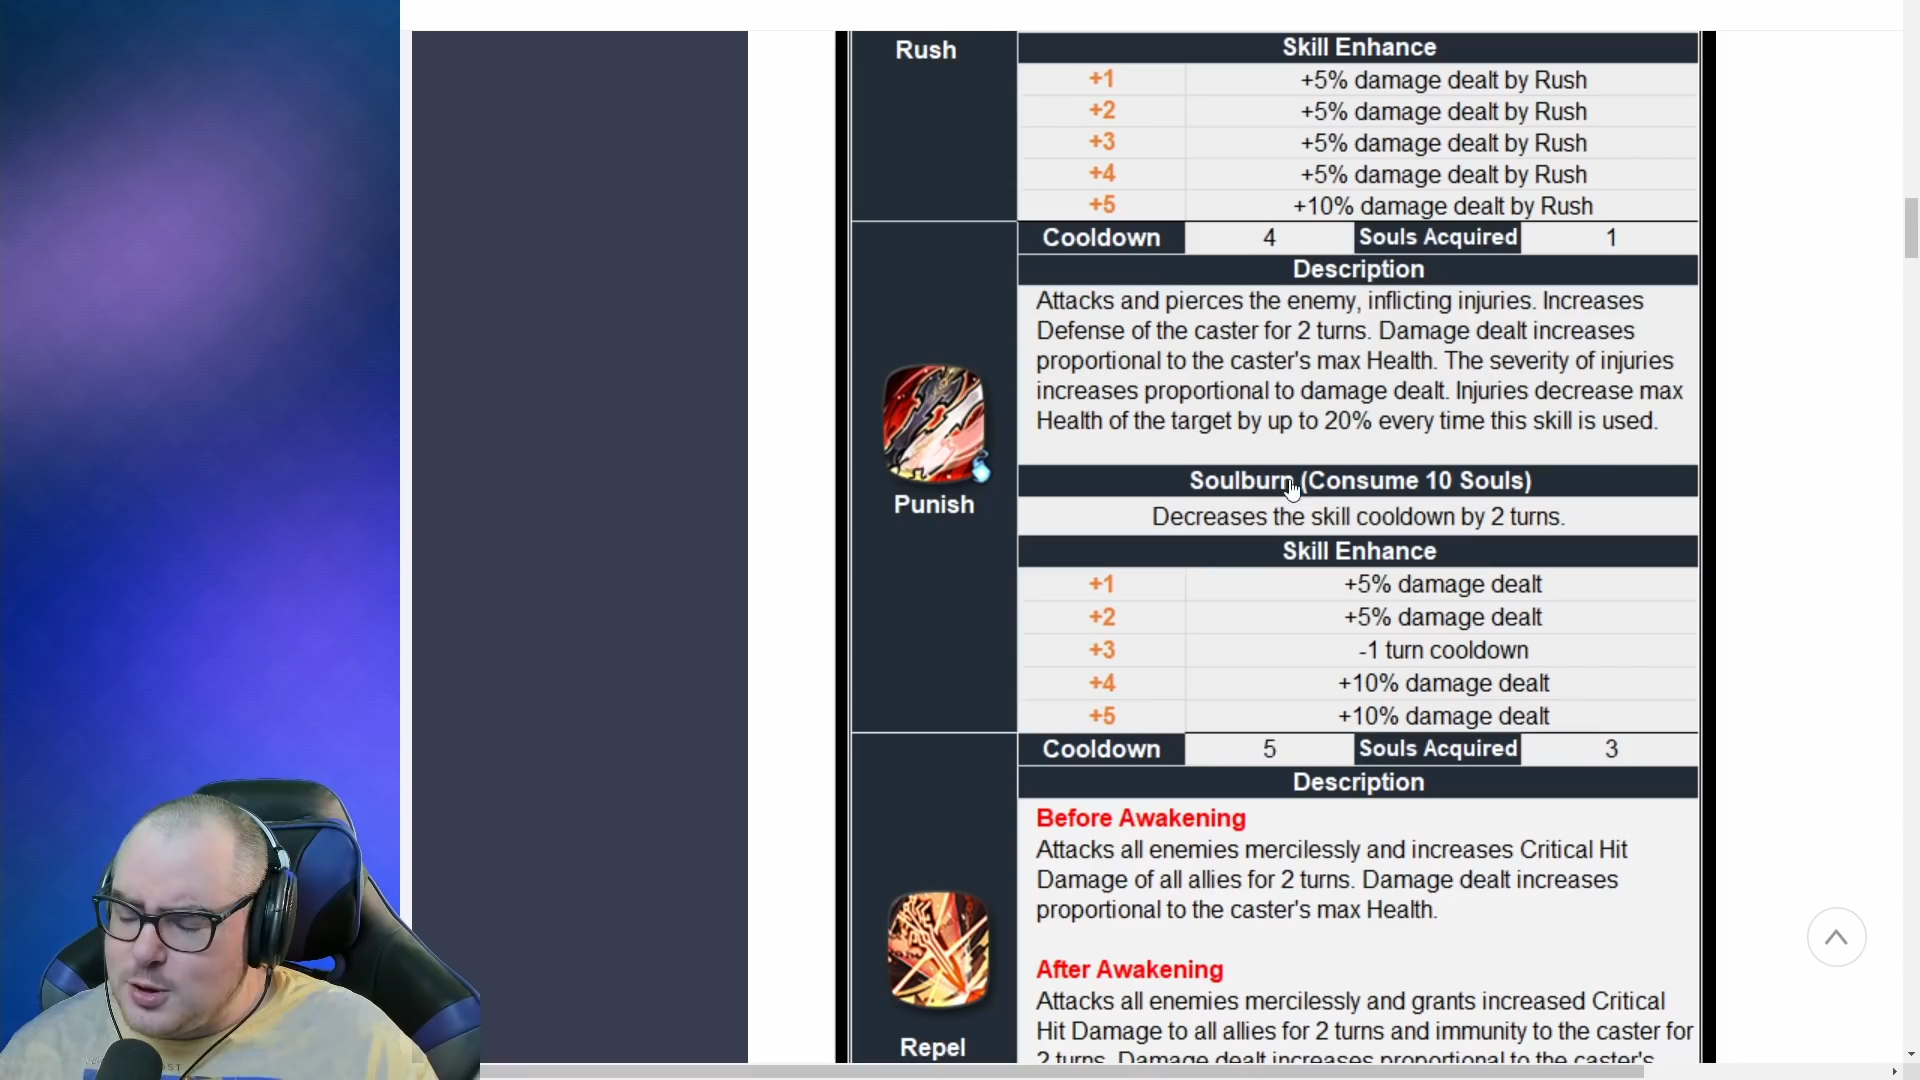 Rush
Skill Enhance
+1 +5% damage dealt by Rush
+2 +5% damage dealt by Rush
+3 +5% damage dealt by Rush
+4 +5% damage dealt by Rush
+5 +10% damage dealt by Rush
Cooldown 4 Souls Acquired 1
Description
Attacks and pierces the enemy, inflicting injuries. Increases
Defense of the caster for 2 turns. Damage dealt increases
proportional to the caster's max Health. The severity of injuries
increases proportional to damage dealt. Injuries decrease max
Health of the target by up to 20% every time this skill is used.
Punish
Soulburn (Consume 10 Souls)
Decreases the skill cooldown by 2 turns.
Skill Enhance
+1 +5% damage dealt
+2 +5% damage dealt
+3 -1 turn cooldown
+4 +10% damage dealt
+5 +10% damage dealt
Cooldown 5 Souls Acquired 3
Description
Before Awakening
Attacks all enemies mercilessly and increases Critical Hit
Damage of all allies for 2 turns. Damage dealt increases
proportional to the caster's max Health.
After Awakening
Attacks all enemies mercilessly and grants increased Critical
Hit Damage to all allies for 2 turns and immunity to the caster for
2 turns. Damage dealt increases proportional to the caster's
Repel